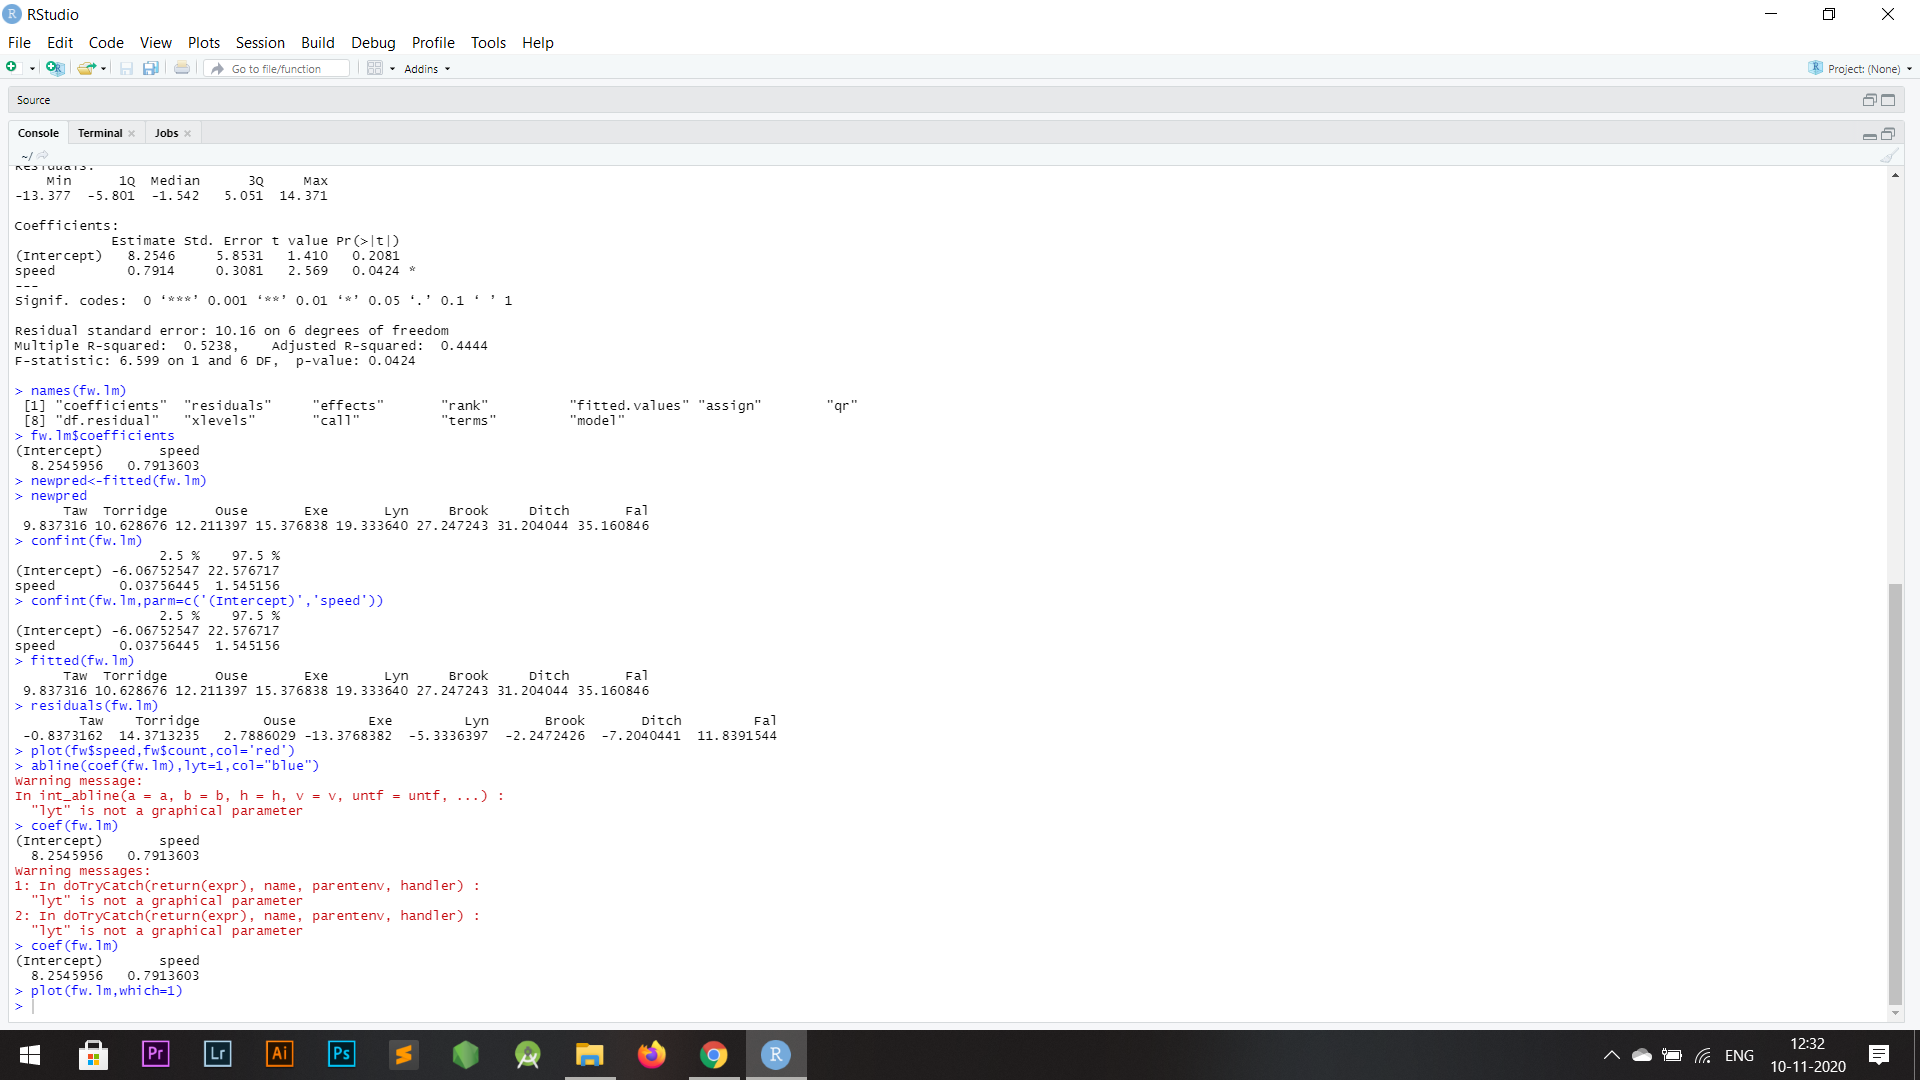 RStudio
File Edit Code View Plots Session Build Debug Profile Tools Help
Go to file/function Addins Project: (None)
Source
Console Terminal Jobs
~/
Residuals:
    Min      1Q  Median      3Q     Max
-13.377  -5.801  -1.542   5.051  14.371
Coefficients:
            Estimate Std. Error t value Pr(>|t|)
(Intercept)   8.2546     5.8531   1.410   0.2081
speed         0.7914     0.3081   2.569   0.0424 *
---
Signif. codes:  0 ‘***’ 0.001 ‘**’ 0.01 ‘*’ 0.05 ‘.’ 0.1 ‘ ’ 1
Residual standard error: 10.16 on 6 degrees of freedom
Multiple R-squared:  0.5238,    Adjusted R-squared:  0.4444
F-statistic: 6.599 on 1 and 6 DF,  p-value: 0.0424
> names(fw.lm)
 [1] "coefficients"  "residuals"     "effects"       "rank"          "fitted.values" "assign"        "qr"
 [8] "df.residual"   "xlevels"       "call"          "terms"         "model"
> fw.lm$coefficients
(Intercept)       speed
  8.2545956   0.7913603
> newpred<-fitted(fw.lm)
> newpred
      Taw  Torridge      Ouse       Exe       Lyn     Brook     Ditch       Fal
 9.837316 10.628676 12.211397 15.376838 19.333640 27.247243 31.204044 35.160846
> confint(fw.lm)
                  2.5 %    97.5 %
(Intercept) -6.06752547 22.576717
speed        0.03756445  1.545156
> confint(fw.lm,parm=c('(Intercept)','speed'))
                  2.5 %    97.5 %
(Intercept) -6.06752547 22.576717
speed        0.03756445  1.545156
> fitted(fw.lm)
      Taw  Torridge      Ouse       Exe       Lyn     Brook     Ditch       Fal
 9.837316 10.628676 12.211397 15.376838 19.333640 27.247243 31.204044 35.160846
> residuals(fw.lm)
        Taw    Torridge        Ouse         Exe         Lyn       Brook       Ditch         Fal
 -0.8373162  14.3713235   2.7886029 -13.3768382  -5.3336397  -2.2472426  -7.2040441  11.8391544
> plot(fw$speed,fw$count,col='red')
> abline(coef(fw.lm),lyt=1,col="blue")
Warning message:
In int_abline(a = a, b = b, h = h, v = v, untf = untf, ...) :
  "lyt" is not a graphical parameter
> coef(fw.lm)
(Intercept)       speed
  8.2545956   0.7913603
Warning messages:
1: In doTryCatch(return(expr), name, parentenv, handler) :
  "lyt" is not a graphical parameter
2: In doTryCatch(return(expr), name, parentenv, handler) :
  "lyt" is not a graphical parameter
> coef(fw.lm)
(Intercept)       speed
  8.2545956   0.7913603
> plot(fw.lm,which=1)
>
Pr Lr Ai Ps R ENG 12:32
10-11-2020